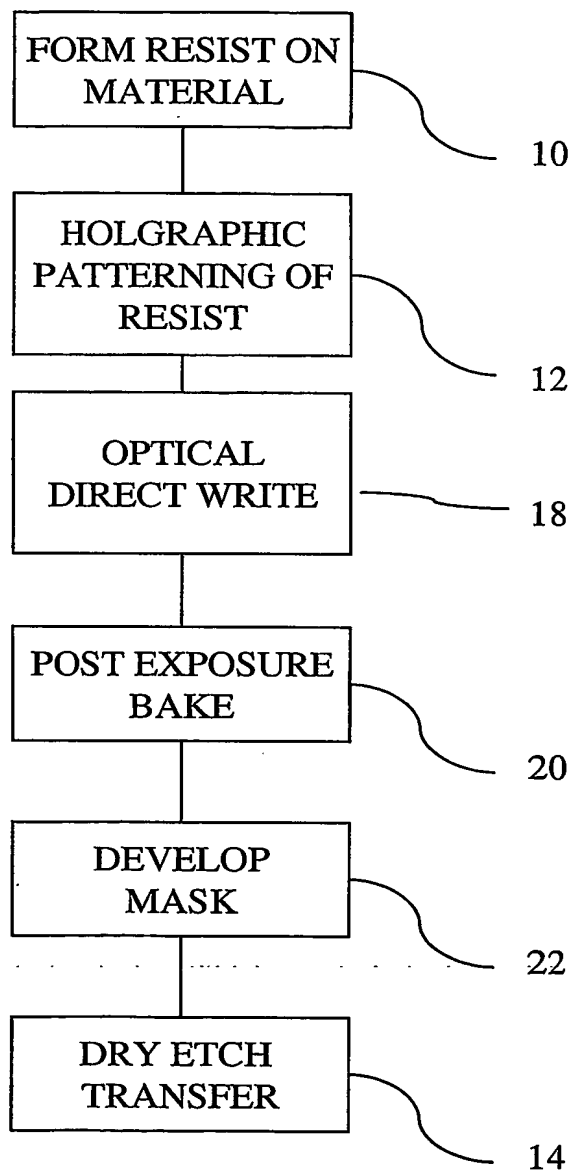 FORM RESIST ON
MATERIAL
10
HOLGRAPHIC
PATTERNING OF
RESIST
12
OPTICAL
DIRECT WRITE
18
POST EXPOSURE
BAKE
20
DEVELOP
MASK
22
DRY ETCH
TRANSFER
14